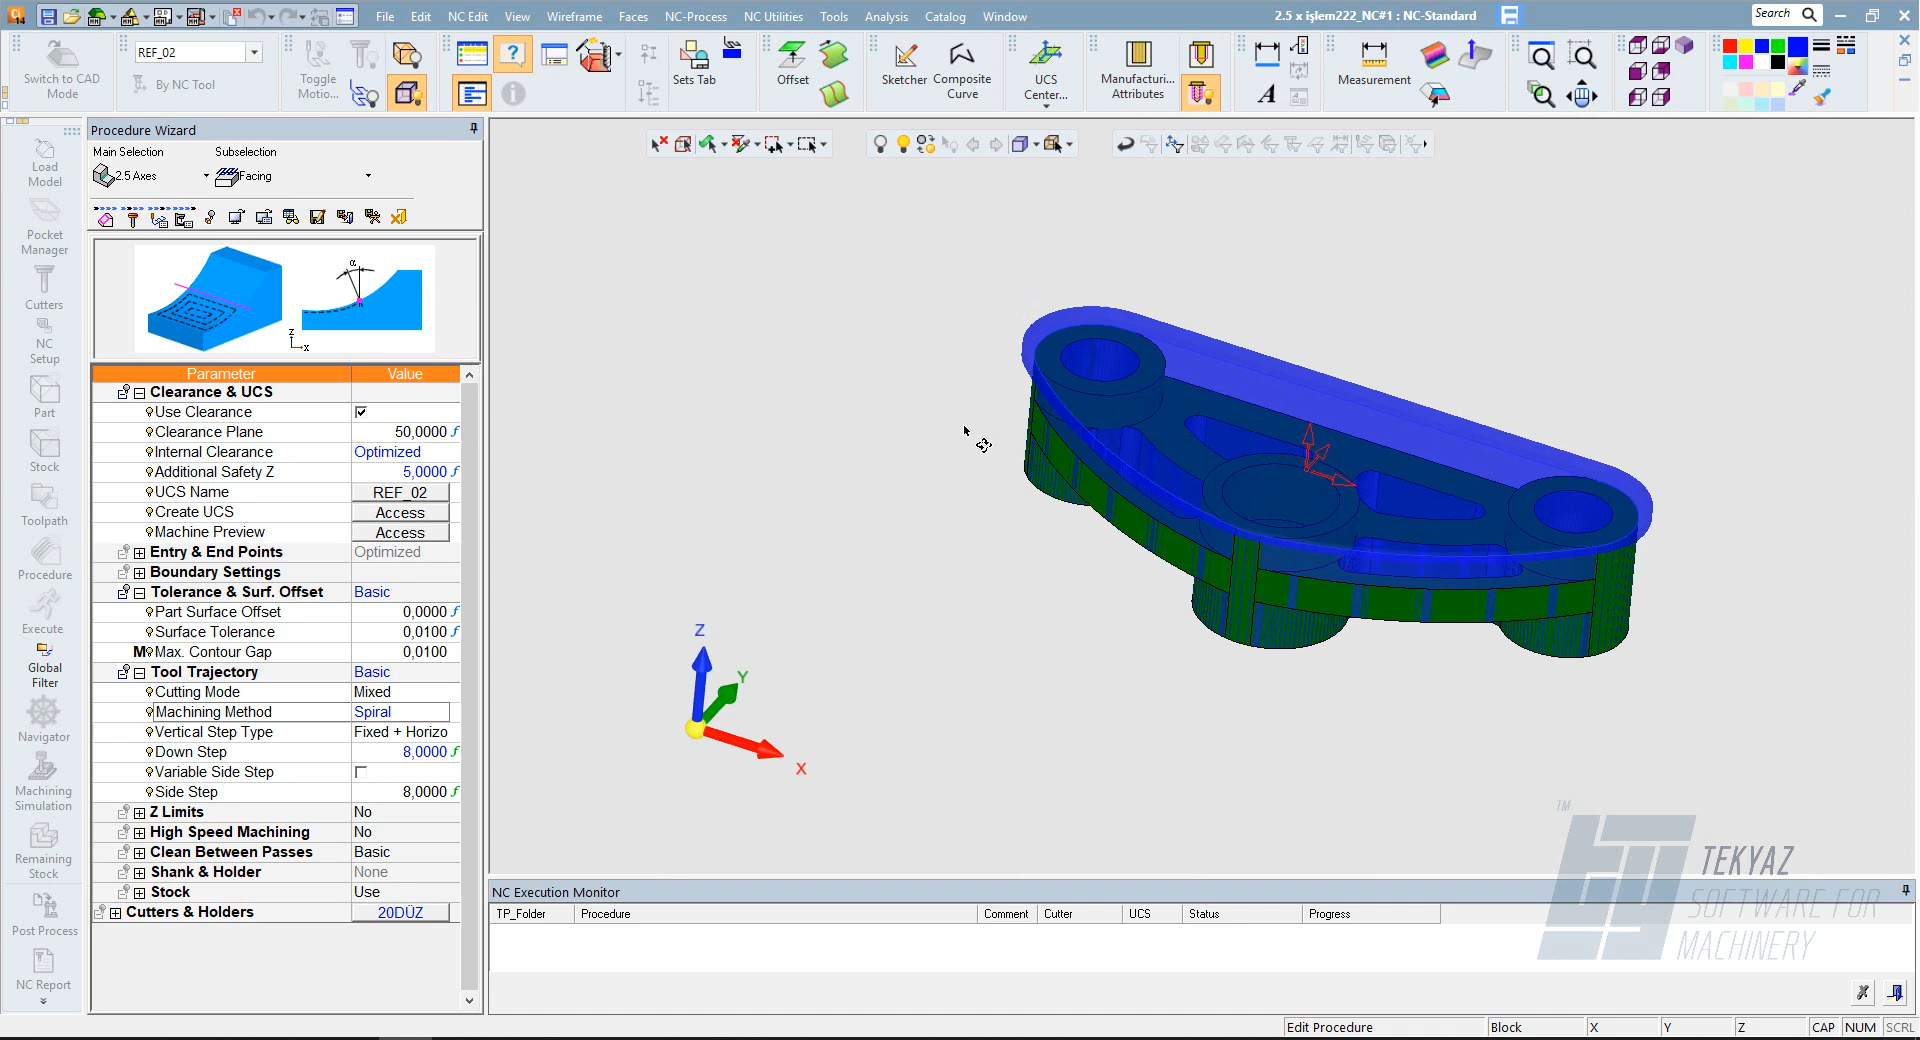 File Edit NC Edit View Wireframe Faces NC-Process NC Utilities Tools Analysis Catalog Window
2.5 x işlem222_NC#1 : NC-Standard
Search
Switch to CAD Mode
REF_02
By NC Tool
Toggle Motio...
Sets Tab
Offset
Sketcher
Composite Curve
UCS Center...
Manufacturi... Attributes
A
Measurement
Procedure Wizard
Main Selection Subselection
2.5 Axes Facing
α
Z
X
Parameter Value
Clearance & UCS
Use Clearance
Clearance Plane 50,0000 f
Internal Clearance Optimized
Additional Safety Z 5,0000 f
UCS Name REF_02
Create UCS Access
Machine Preview Access
Entry & End Points Optimized
Boundary Settings
Tolerance & Surf. Offset Basic
Part Surface Offset 0,0000 f
Surface Tolerance 0,0100 f
M Max. Contour Gap 0,0100
Tool Trajectory Basic
Cutting Mode Mixed
Machining Method Spiral
Vertical Step Type Fixed + Horizo
Down Step 8,0000 f
Variable Side Step
Side Step 8,0000 f
Z Limits No
High Speed Machining No
Clean Between Passes Basic
Shank & Holder None
Stock Use
Cutters & Holders 20DÜZ
Load Model
Pocket Manager
Cutters
NC Setup
Part
Stock
Toolpath
Procedure
Execute
Global Filter
Navigator
Machining Simulation
Remaining Stock
Post Process
NC Report
Z
Y
X
TM
TEKYAZ
SOFTWARE FOR
MACHINERY
NC Execution Monitor
TP_Folder Procedure Comment Cutter UCS Status Progress
Edit Procedure Block X Y Z CAP NUM SCRL